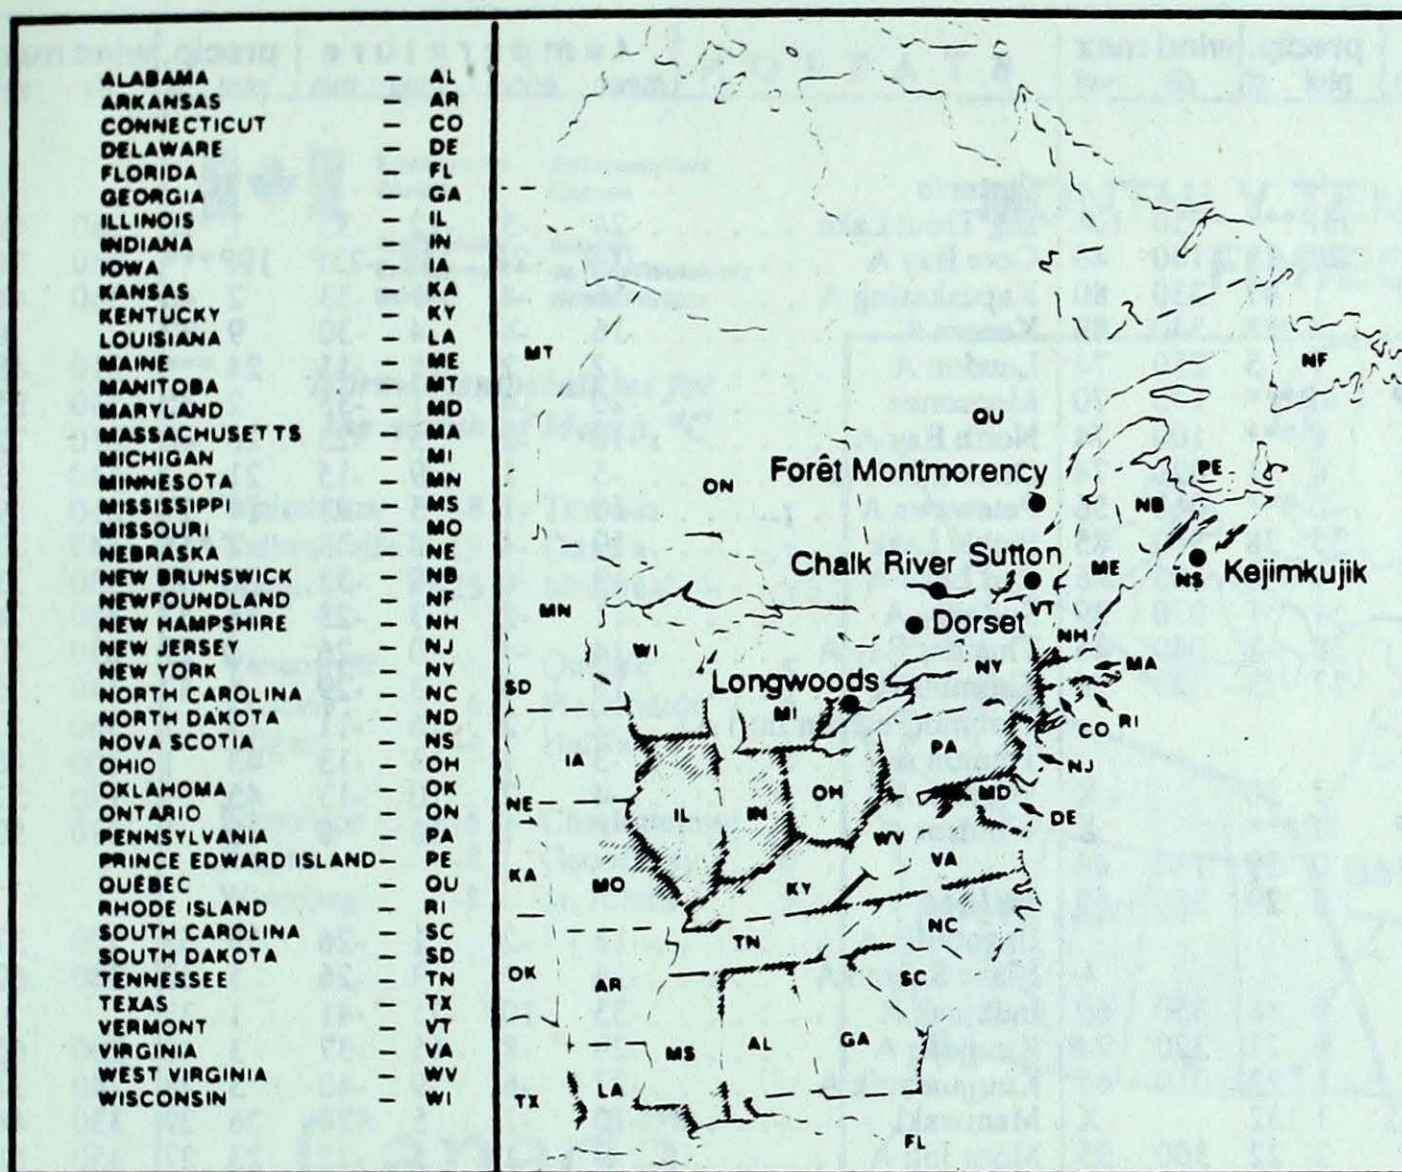 ALABAMA – AL
ARKANSAS – AR
CONNECTICUT – CO
DELAWARE – DE
FLORIDA – FL
GEORGIA – GA
ILLINOIS – IL
INDIANA – IN
IOWA – IA
KANSAS – KA
KENTUCKY – KY
LOUISIANA – LA
MAINE – ME
MANITOBA – MT
MARYLAND – MD
MASSACHUSETTS – MA
MICHIGAN – MI
MINNESOTA – MN
MISSISSIPPI – MS
MISSOURI – MO
NEBRASKA – NE
NEW BRUNSWICK – NB
NEWFOUNDLAND – NF
NEW HAMPSHIRE – NH
NEW JERSEY – NJ
NEW YORK – NY
NORTH CAROLINA – NC
NORTH DAKOTA – ND
NOVA SCOTIA – NS
OHIO – OH
OKLAHOMA – OK
ONTARIO – ON
PENNSYLVANIA – PA
PRINCE EDWARD ISLAND – PE
QUÉBEC – QU
RHODE ISLAND – RI
SOUTH CAROLINA – SC
SOUTH DAKOTA – SD
TENNESSEE – TN
TEXAS – TX
VERMONT – VT
VIRGINIA – VA
WEST VIRGINIA – WV
WISCONSIN – WI
MT
NF
QU
Forêt Montmorency
PE
ON
NB
Chalk River
Sutton
ME
NS
Kejimkujik
MN
VT
Dorset
NH
WI
NY
MA
SD
Longwoods
MI
RI
CO
IA
PA
NJ
NE
IL
IN
OH
MD
DE
WV
VA
KA
MO
KY
NC
TN
OK
AR
SC
MS
AL
GA
LA
TX
FL